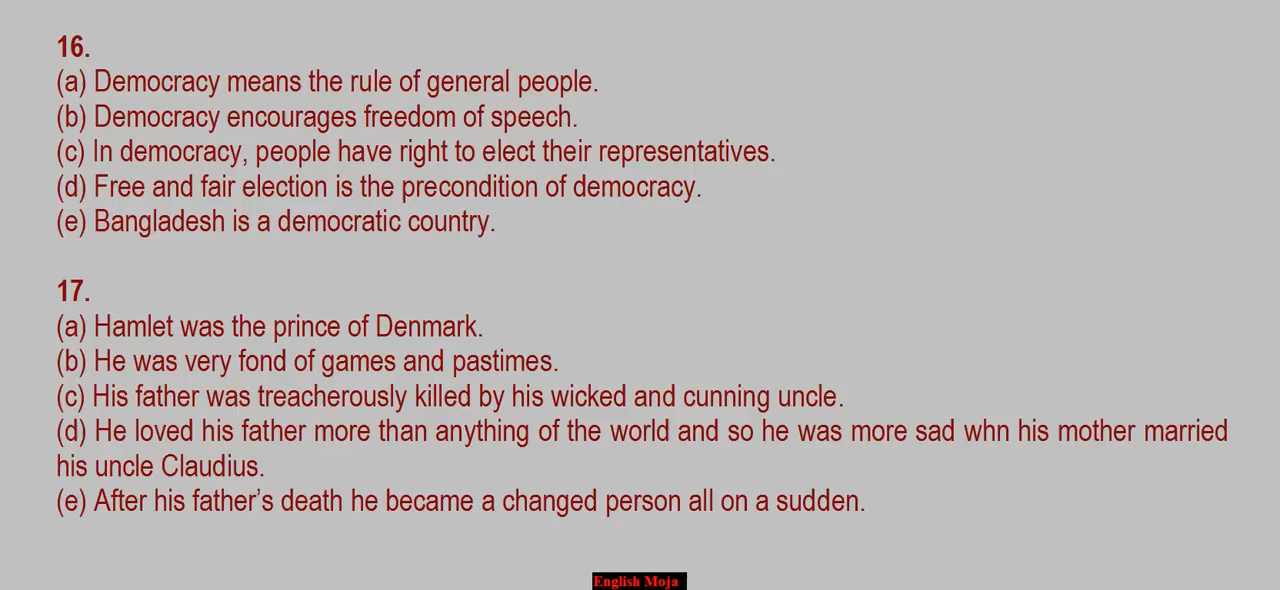 16.
(a) Democracy means the rule of general people.
(b) Democracy encourages freedom of speech.
(c) In democracy, people have right to elect their representatives.
(d) Free and fair election is the precondition of democracy.
(e) Bangladesh is a democratic country.
17.
(a) Hamlet was the prince of Denmark.
(b) He was very fond of games and pastimes.
(c) His father was treacherously killed by his wicked and cunning uncle.
(d) He loved his father more than anything of the world and so he was more sad whn his mother married
his uncle Claudius.
(e) After his father’s death he became a changed person all on a sudden.
English Moja